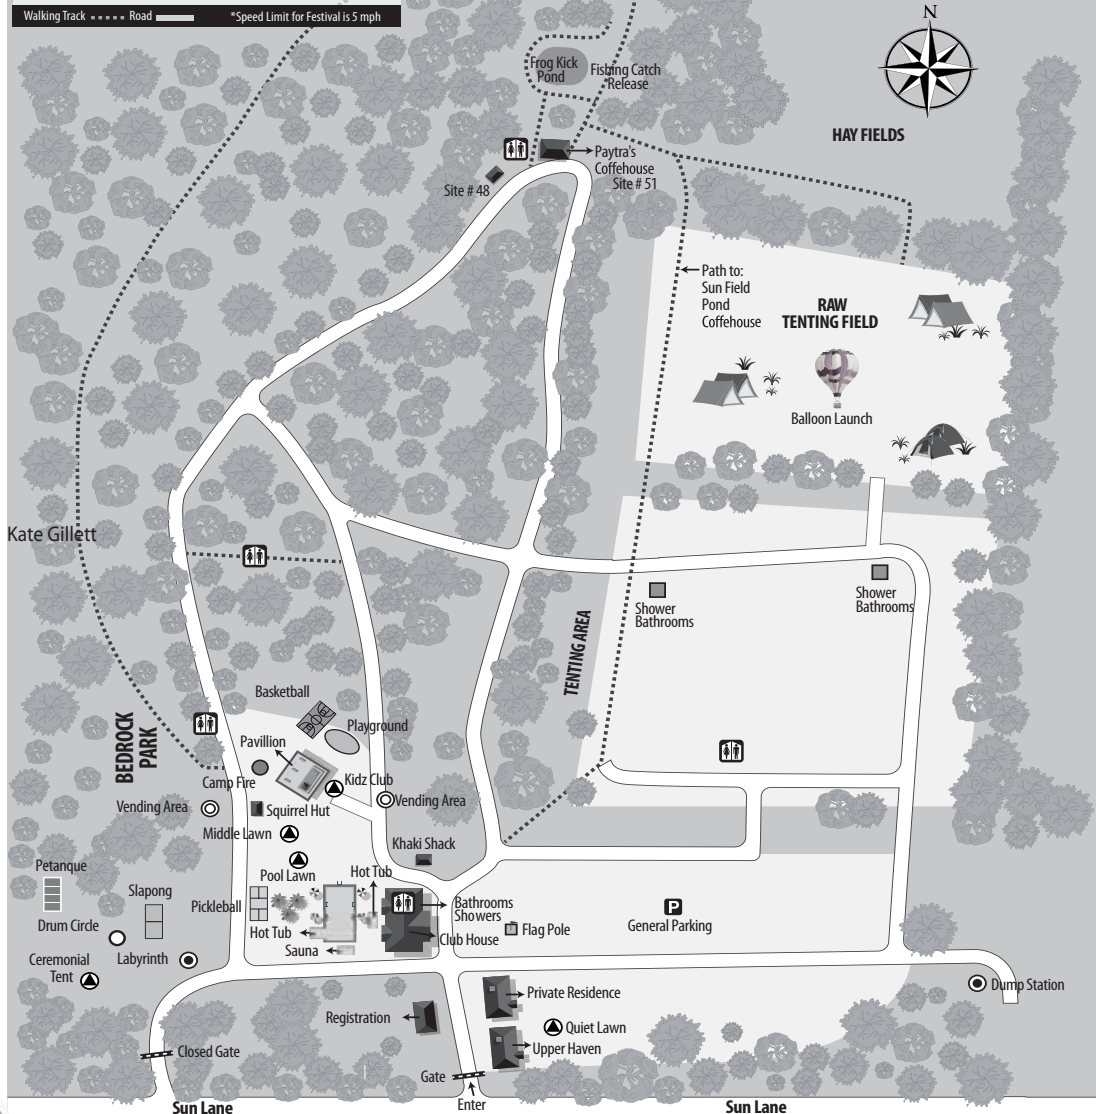 Walking Track Road *Speed Limit for Festival is 5 mph
N
Frog Kick
Pond
Fishing Catch
Release
HAY FIELDS
Paytra's
Coffehouse
Site # 51
Site # 48
Path to:
Sun Field
Pond
Coffehouse
RAW
TENTING FIELD
Balloon Launch
Kate Gillett
Shower
Bathrooms
Shower
Bathrooms
TENTING AREA
Basketball
Playground
BEDROCK
PARK
Pavillion
Camp Fire
Kidz Club
Vending Area
Vending Area
Squirrel Hut
Middle Lawn
Khaki Shack
Pool Lawn
Hot Tub
Petanque
Slapong
Pickleball
Bathrooms
Showers
P
General Parking
Drum Circle
Hot Tub
Club House
Flag Pole
Sauna
Ceremonial
Tent
Labyrinth
Dump Station
Private Residence
Registration
Quiet Lawn
Upper Haven
Closed Gate
Gate
Enter
Sun Lane
Sun Lane